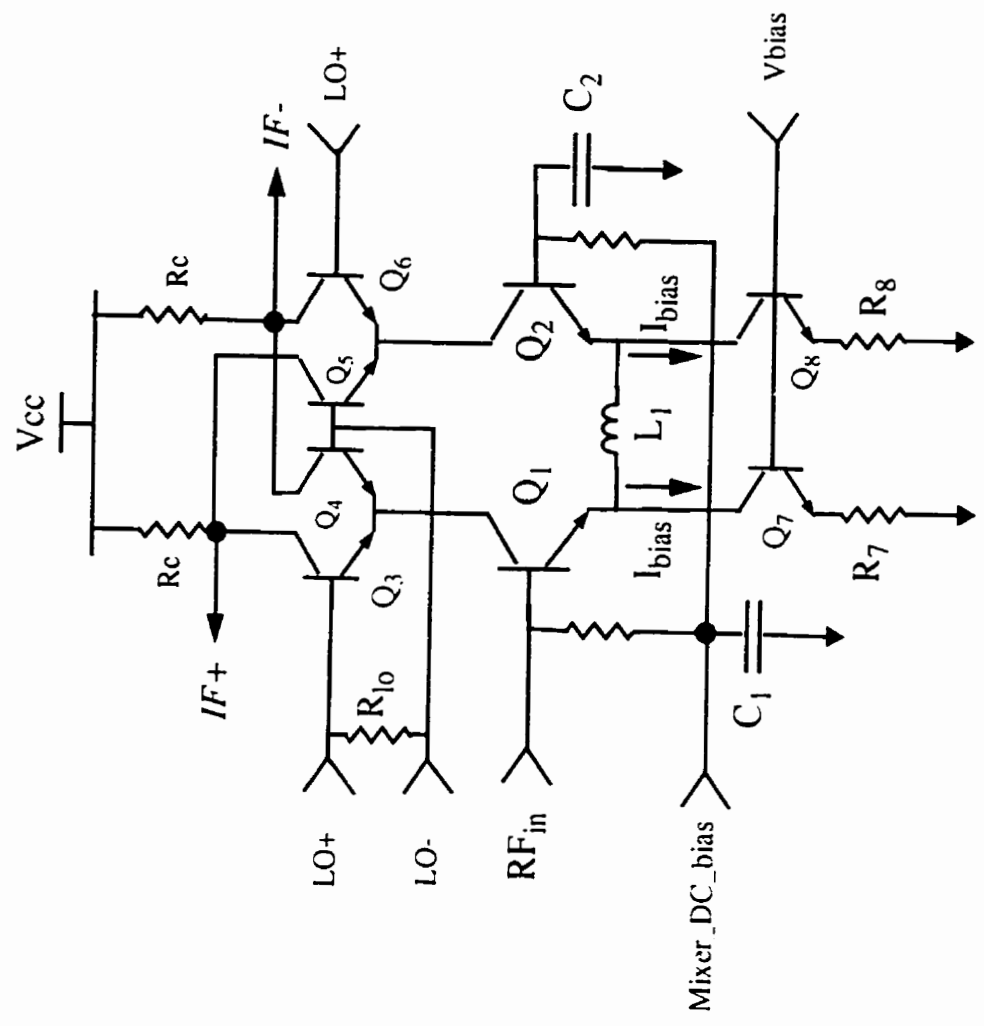 Vcc
Rc
Rc
IF+
IF-
LO+
Q3
Q4
Q5
Q6
LO+
R1o
LO-
RFin
Q1
Q2
C2
Ibias
L1
Ibias
Mixer_DC_bias
C1
Q7
Q8
Vbias
R7
R8